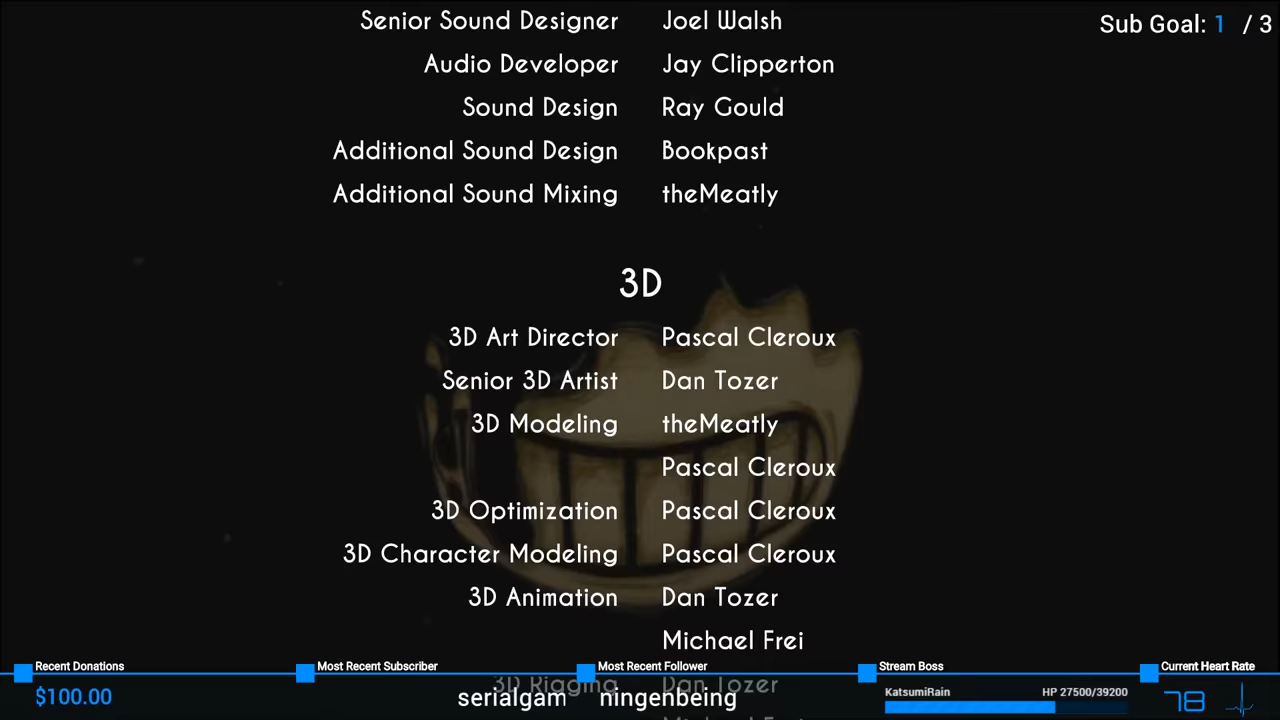 Senior Sound Designer Joel Walsh
Sub Goal: 1 / 3
Audio Developer Jay Clipperton
Sound Design Ray Gould
Additional Sound Design Bookpast
Additional Sound Mixing theMeatly
3D
3D Art Director Pascal Cleroux
Senior 3D Artist Dan Tozer
3D Modeling theMeatly
Pascal Cleroux
3D Optimization Pascal Cleroux
3D Character Modeling Pascal Cleroux
3D Animation Dan Tozer
Michael Frei
Recent Donations Most Recent Subscriber Most Recent Follower Stream Boss Current Heart Rate
3D Rigging Dan Tozer
$100.00 serialgam ningenbeing KatsumiRain HP 27500/39200 78